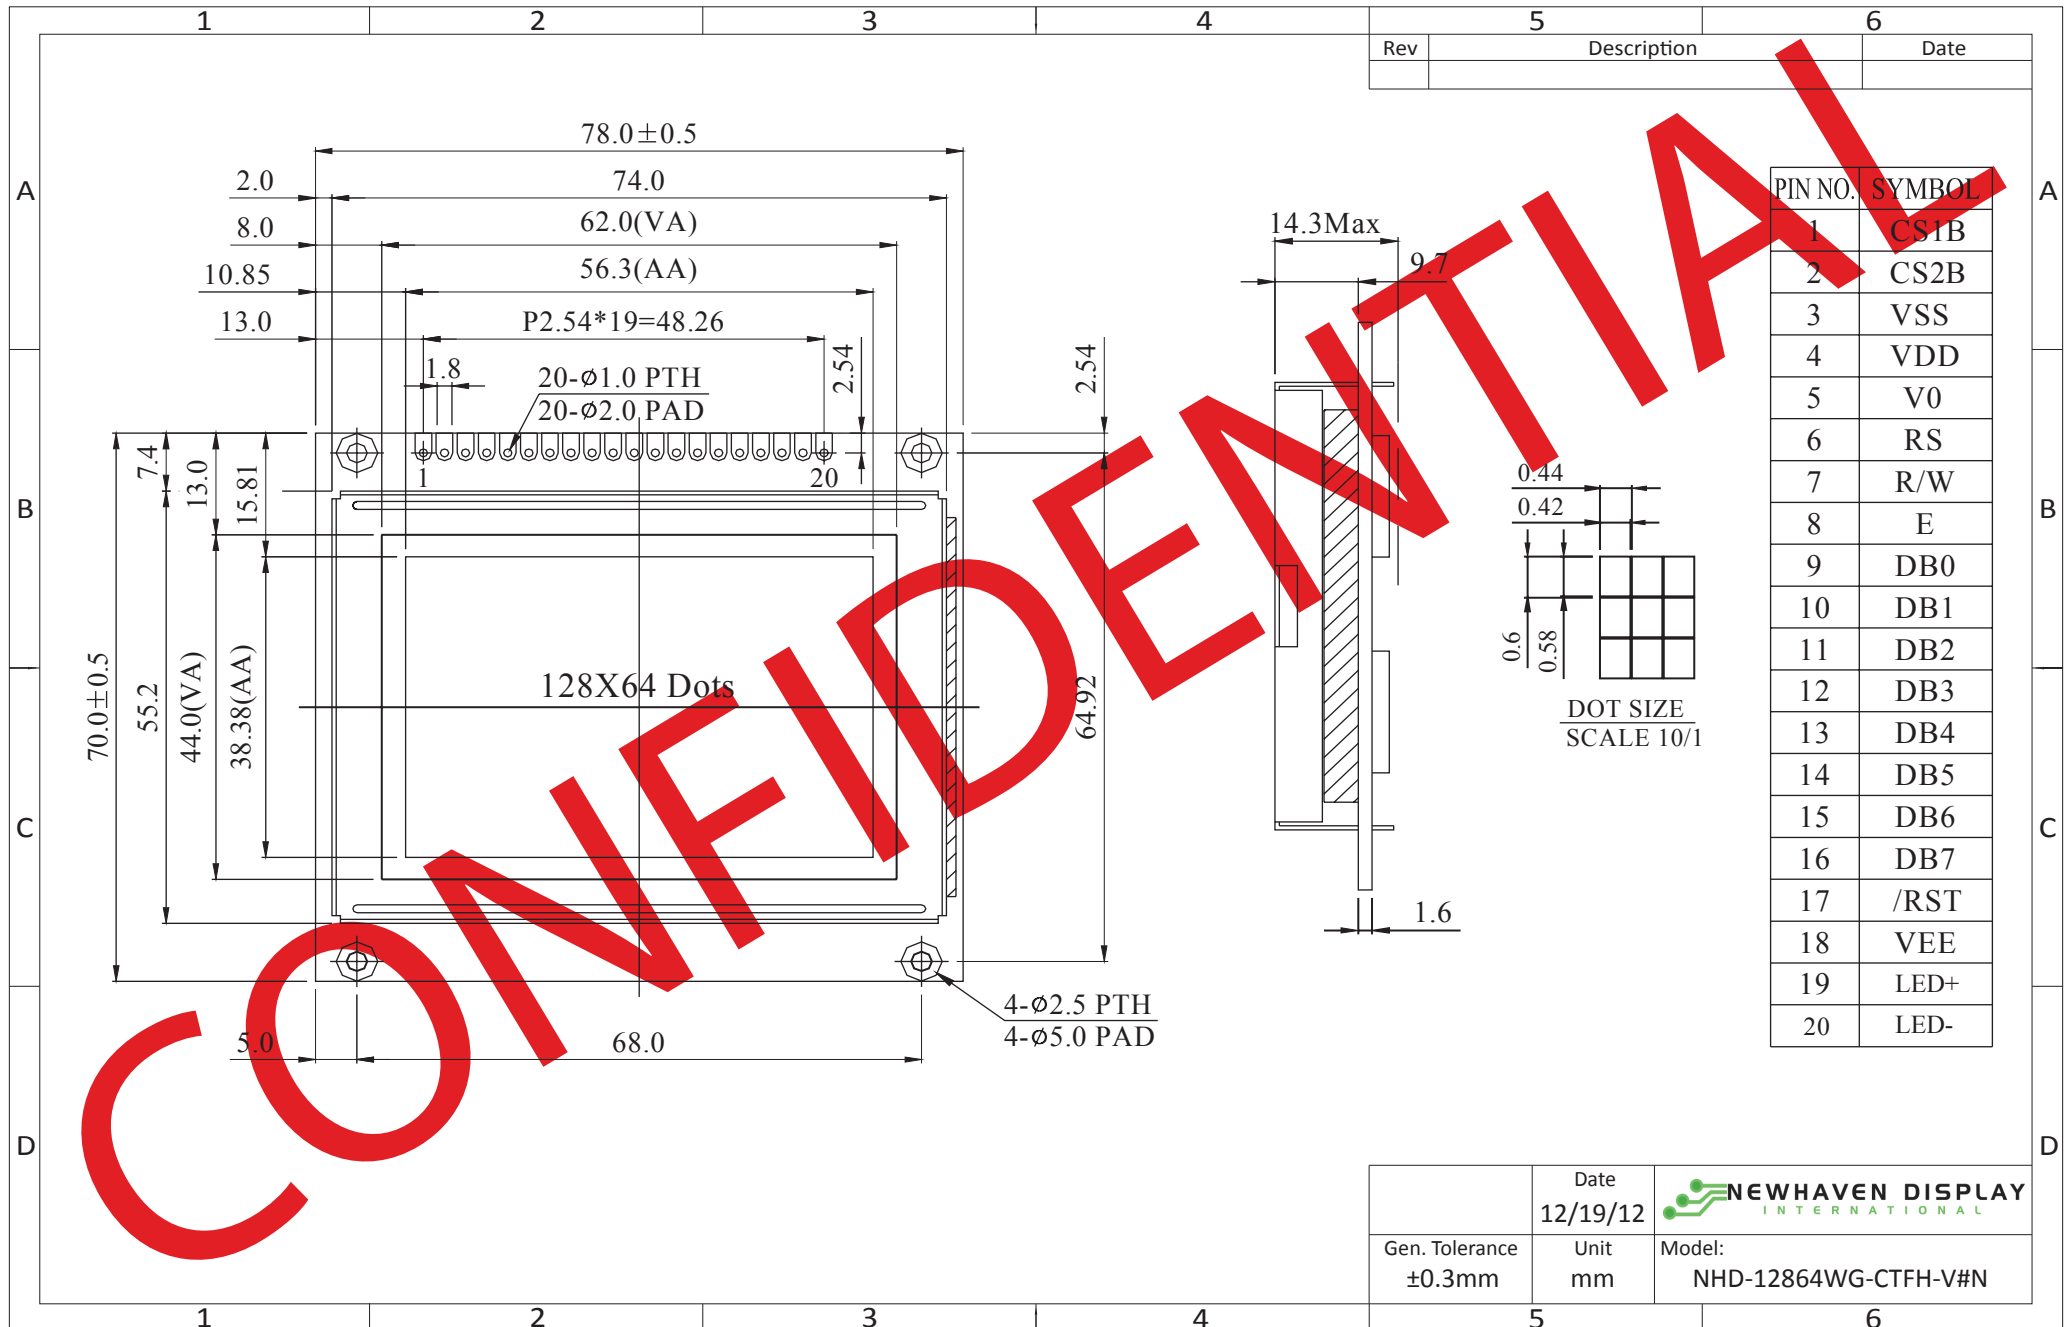 1 2 3 4 5 6
Rev Description Date
A A
B B
C C
D D
78.0±0.5
2.0 74.0
8.0 62.0(VA)
10.85 56.3(AA)
13.0 P2.54*19=48.26
1.8
20-ø1.0 PTH
20-ø2.0 PAD
2.54
2.54
1 20
7.4
13.0
15.81
70.0±0.5
55.2
44.0(VA)
38.38(AA)
128X64 Dots
64.92
5.0 68.0
4-ø2.5 PTH
4-ø5.0 PAD
14.3Max
9.7
1.6
0.44
0.42
0.6
0.58
DOT SIZE
SCALE 10/1
PIN NO. SYMBOL
1 CS1B
2 CS2B
3 VSS
4 VDD
5 V0
6 RS
7 R/W
8 E
9 DB0
10 DB1
11 DB2
12 DB3
13 DB4
14 DB5
15 DB6
16 DB7
17 /RST
18 VEE
19 LED+
20 LED-
CONFIDENTIAL
Date
12/19/12
NEWHAVEN DISPLAY
INTERNATIONAL
Gen. Tolerance
±0.3mm
Unit
mm
Model:
NHD-12864WG-CTFH-V#N
1 2 3 4 5 6